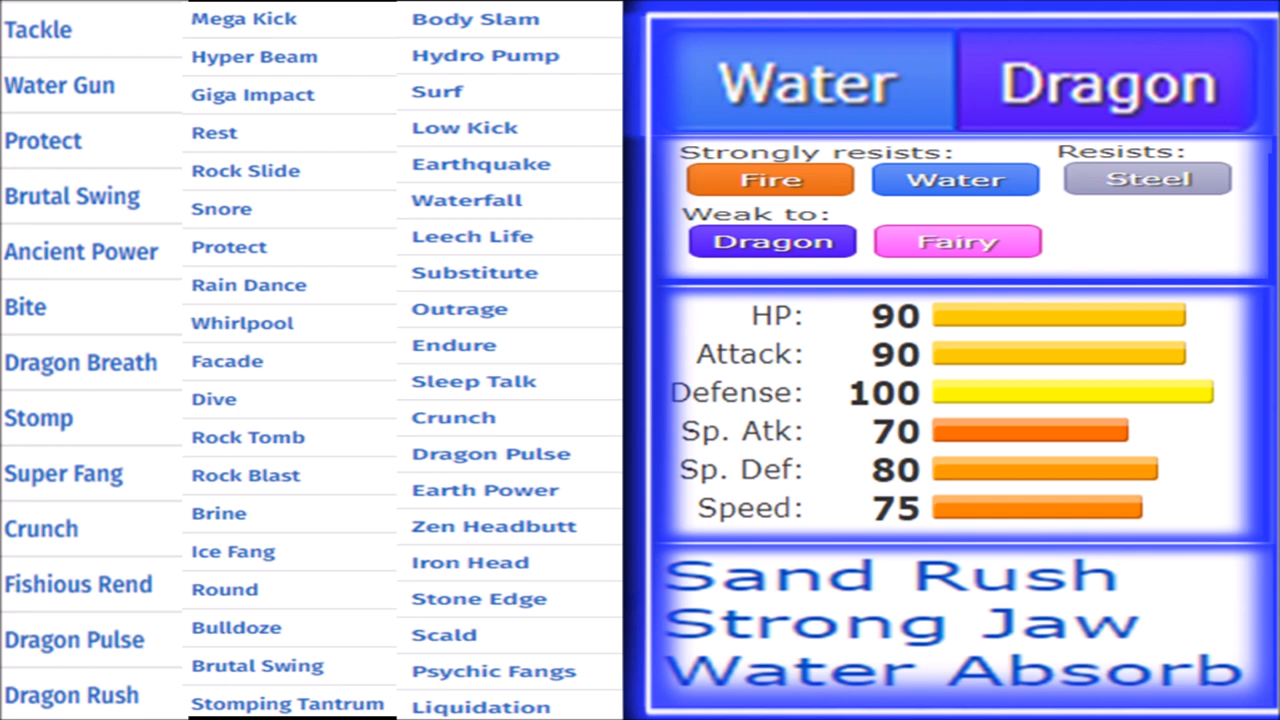 Tackle
Water Gun
Protect
Brutal Swing
Ancient Power
Bite
Dragon Breath
Stomp
Super Fang
Crunch
Fishious Rend
Dragon Pulse
Dragon Rush
Mega Kick
Hyper Beam
Giga Impact
Rest
Rock Slide
Snore
Protect
Rain Dance
Whirlpool
Facade
Dive
Rock Tomb
Rock Blast
Brine
Ice Fang
Round
Bulldoze
Brutal Swing
Stomping Tantrum
Body Slam
Hydro Pump
Surf
Low Kick
Earthquake
Waterfall
Leech Life
Substitute
Outrage
Endure
Sleep Talk
Crunch
Dragon Pulse
Earth Power
Zen Headbutt
Iron Head
Stone Edge
Scald
Psychic Fangs
Liquidation
Water Dragon
Strongly resists: Resists:
Fire Water Steel
Weak to:
Dragon Fairy
HP: 90
Attack: 90
Defense: 100
Sp. Atk: 70
Sp. Def: 80
Speed: 75
Sand Rush
Strong Jaw
Water Absorb